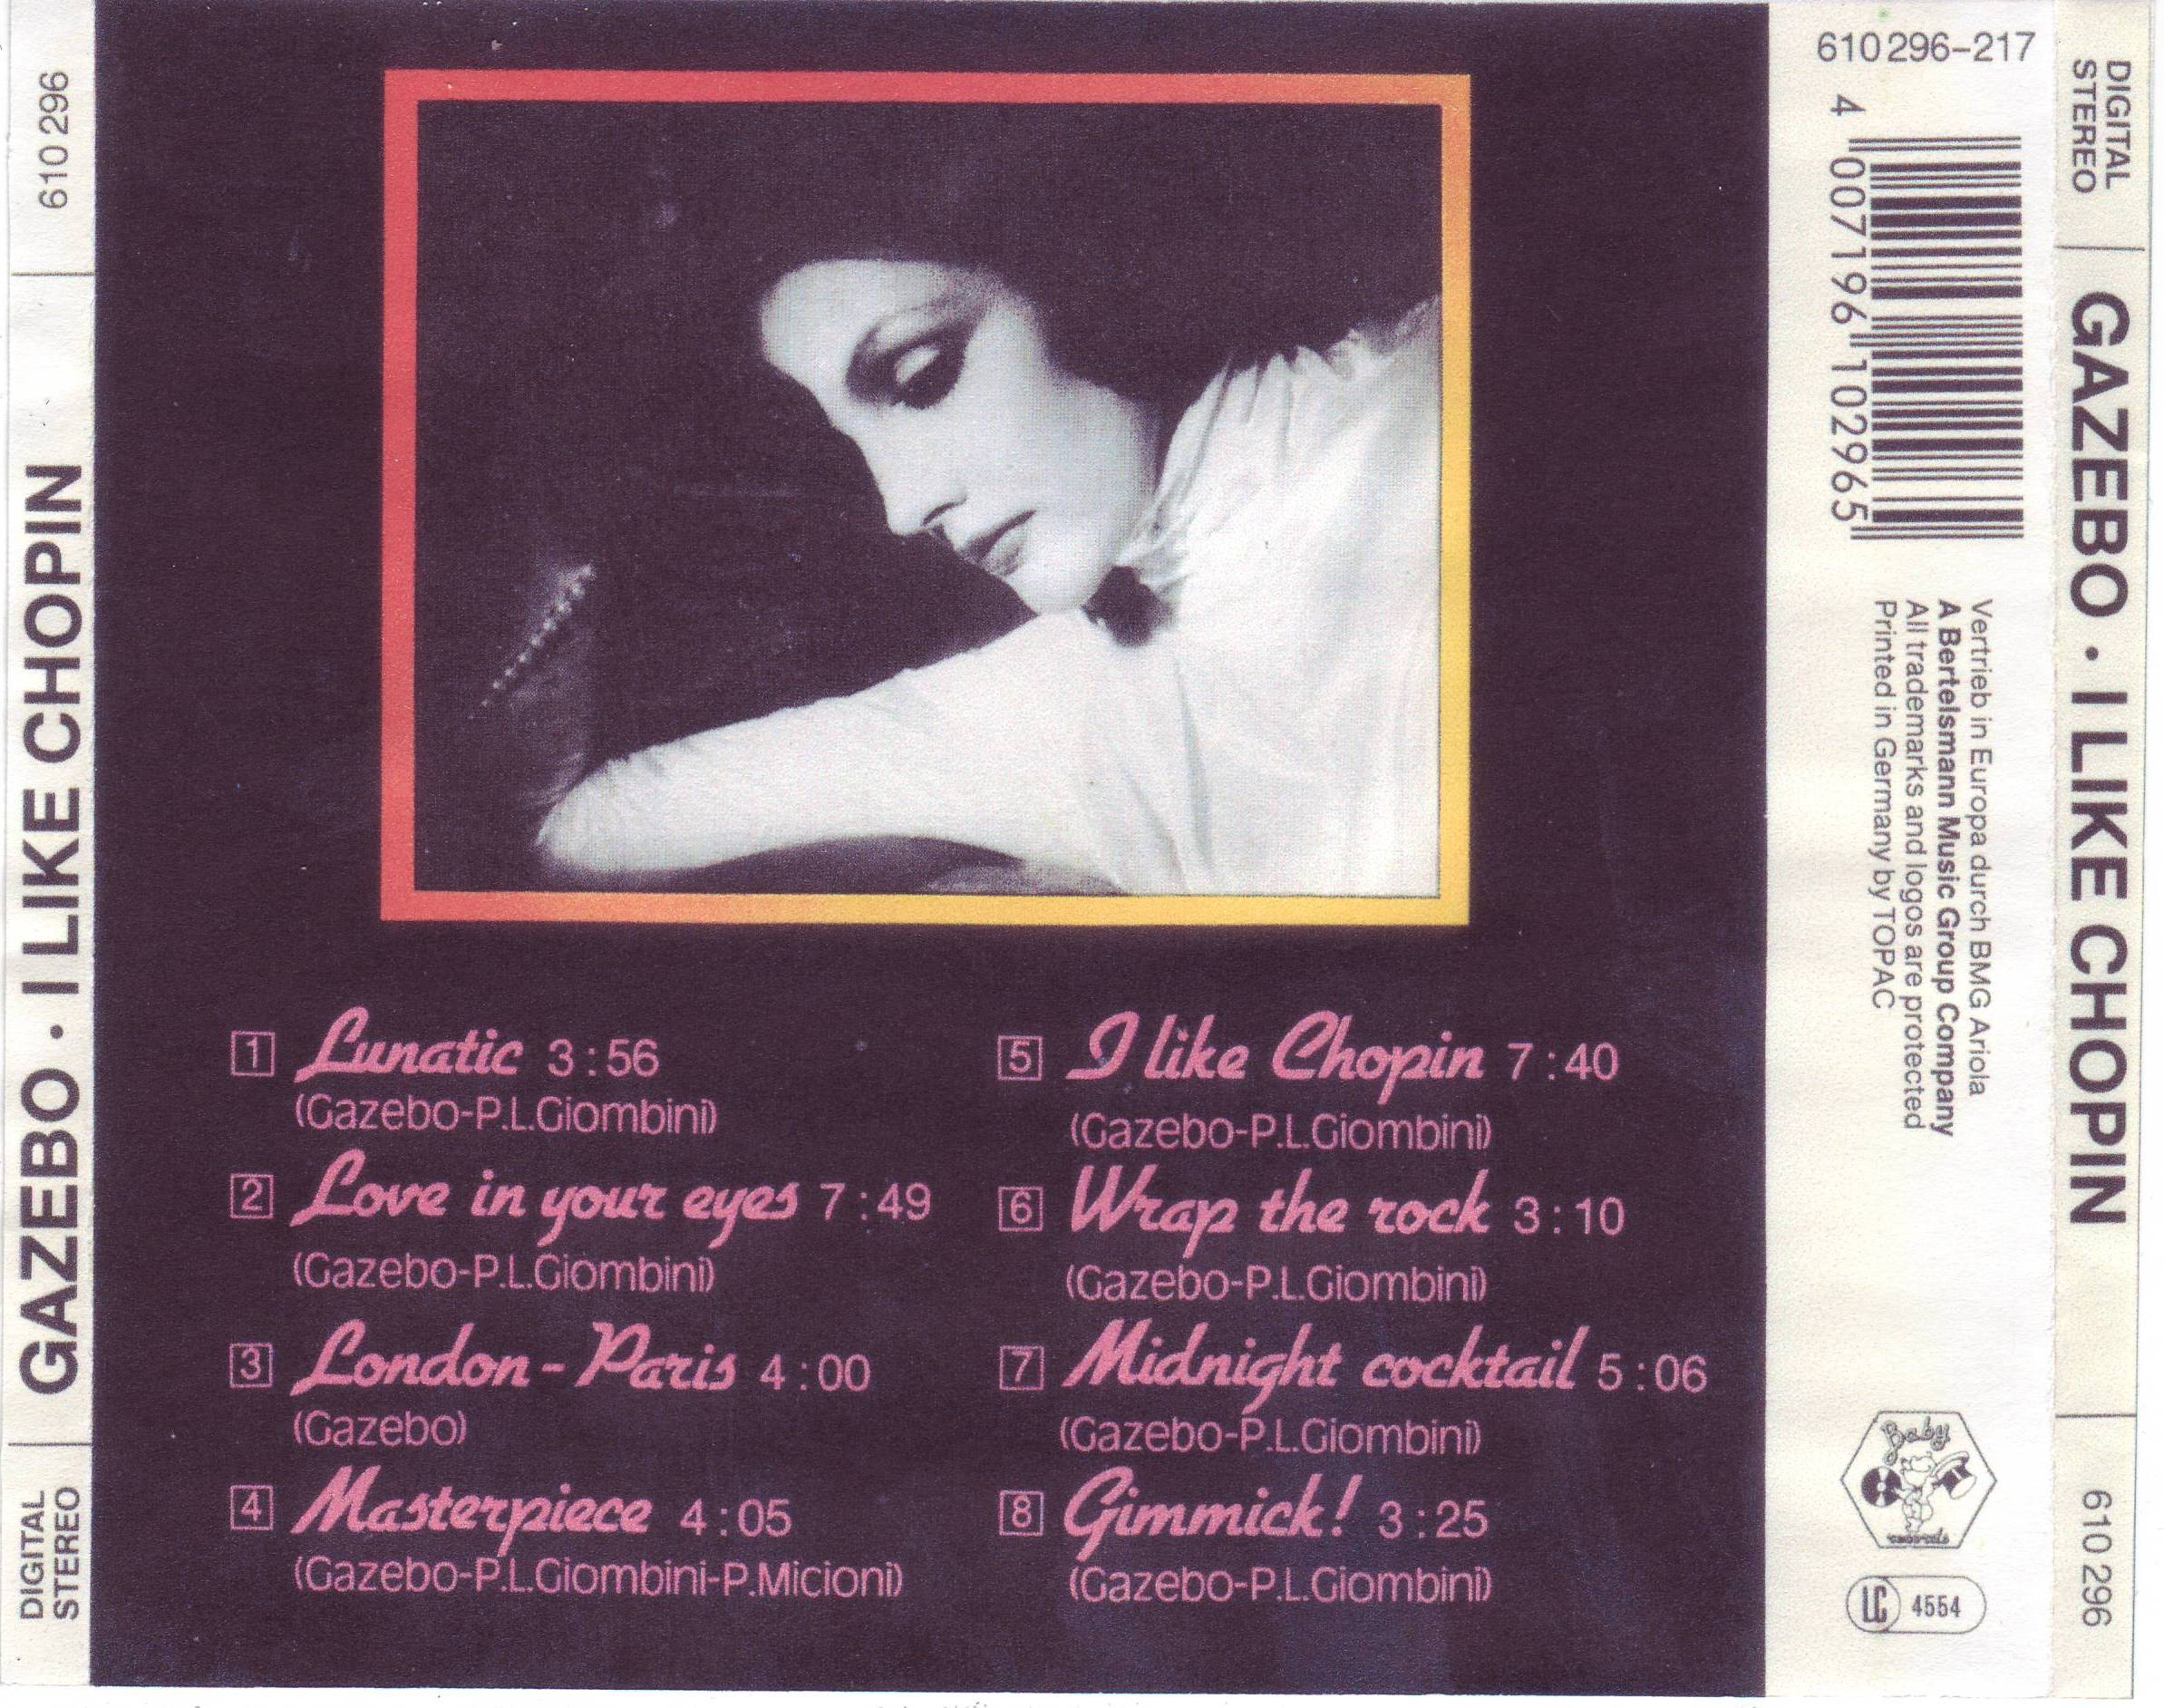 610 296
GAZEBO · I LIKE CHOPIN
DIGITAL
STEREO
1 Lunatic 3:56
(Gazebo-P.L.Giombini)
2 Love in your eyes 7:49
(Gazebo-P.L.Giombini)
3 London-Paris 4:00
(Gazebo)
4 Masterpiece 4:05
(Gazebo-P.L.Giombini-P.Micioni)
5 I like Chopin 7:40
(Gazebo-P.L.Giombini)
6 Wrap the rock 3:10
(Gazebo-P.L.Giombini)
7 Midnight cocktail 5:06
(Gazebo-P.L.Giombini)
8 Gimmick! 3:25
(Gazebo-P.L.Giombini)
610 296-217
4 007196 102965
Vertrieb in Europa durch BMG Ariola
A Bertelsmann Music Group Company
All trademarks and logos are protected
Printed in Germany by TOPAC
Baby
records
LC 4554
DIGITAL
STEREO
GAZEBO · I LIKE CHOPIN
610 296